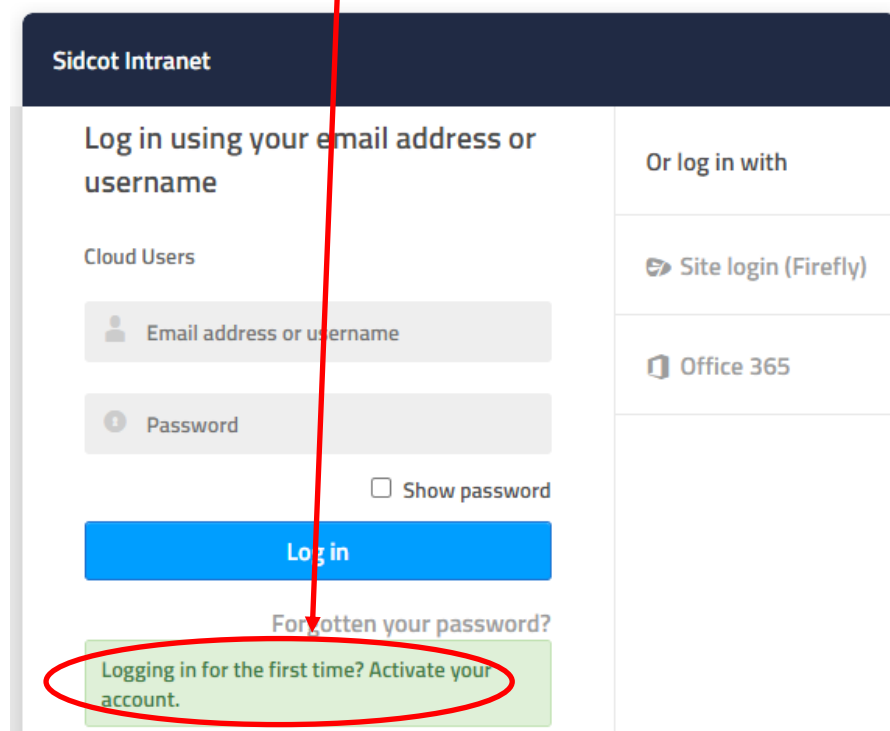 Sidcot Intranet
Log in using your email address or
username
Cloud Users
Email address or username
Password
Show password
Log in
Forgotten your password?
Logging in for the first time? Activate your
account.
Or log in with
Site login (Firefly)
Office 365